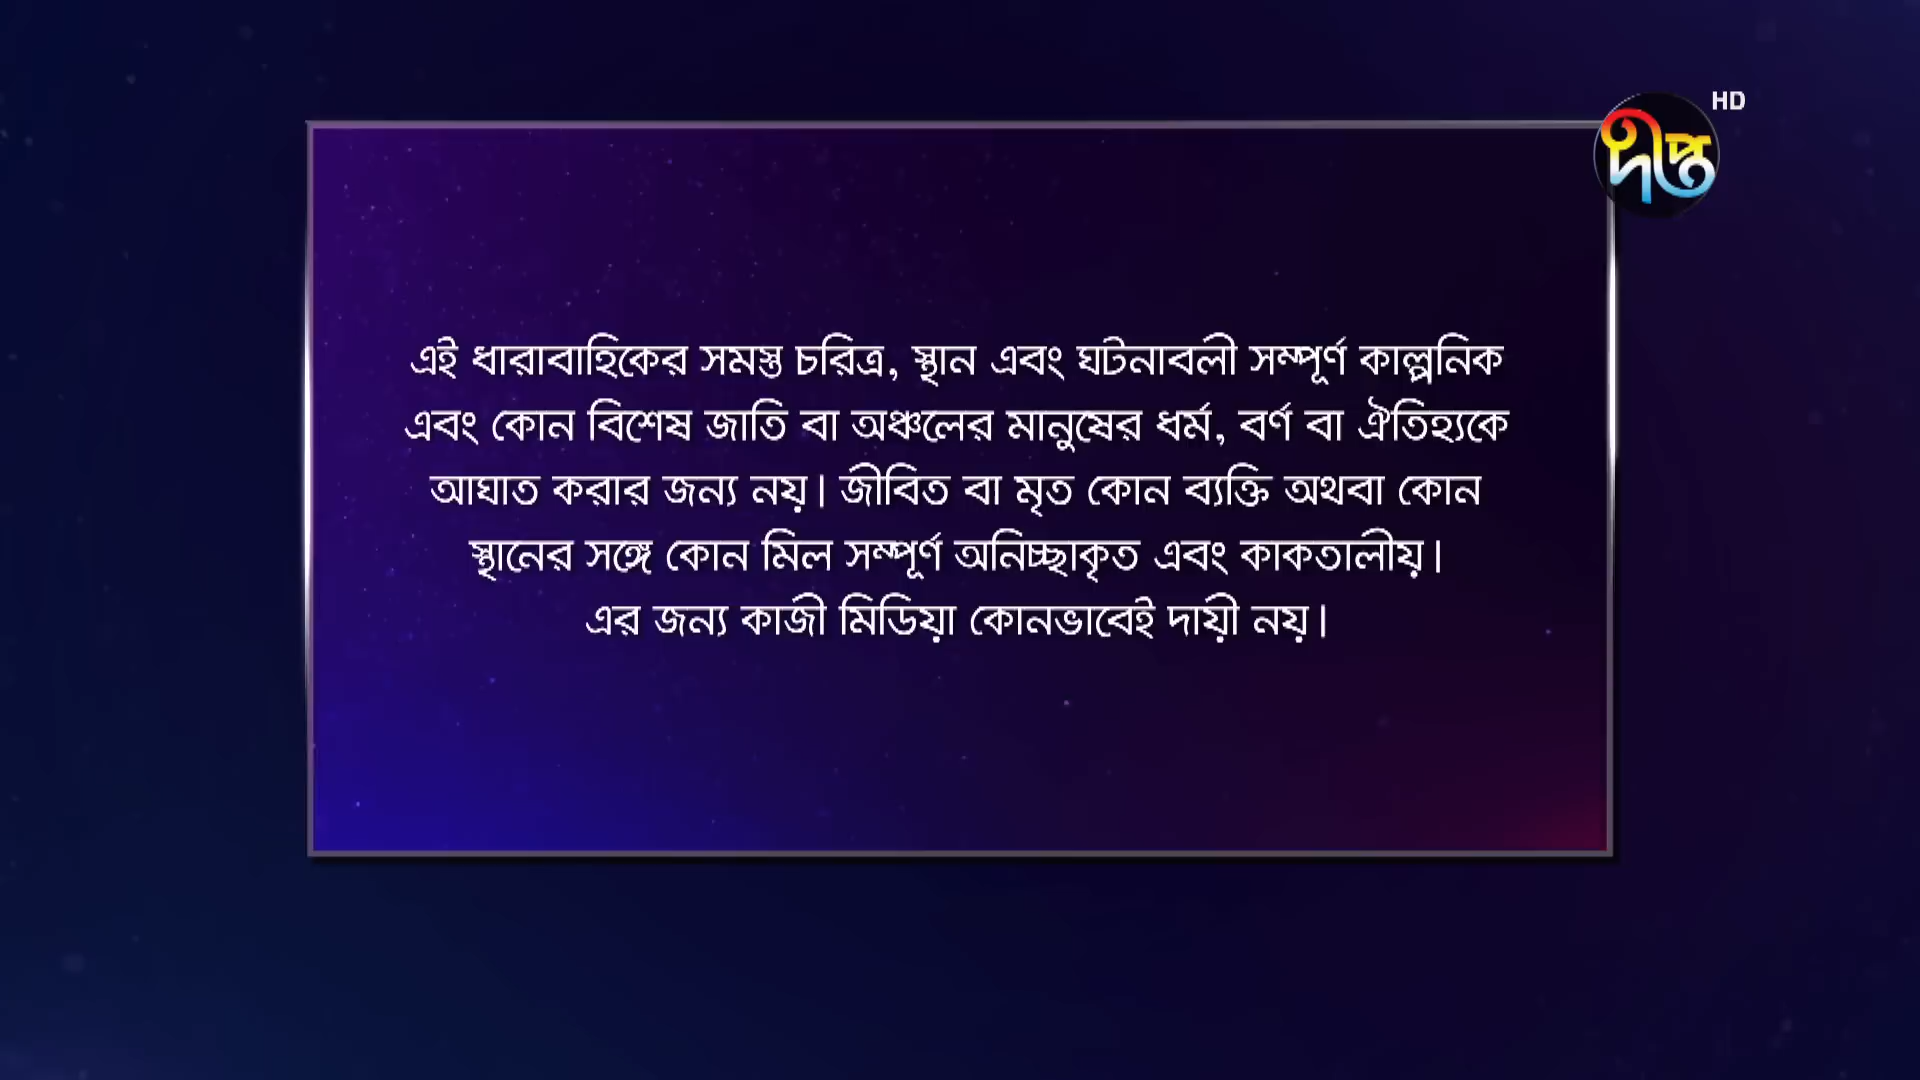 HD
দীপ্ত
এই ধারাবাহিকের সমস্ত চরিত্র, স্থান এবং ঘটনাবলী সম্পূর্ণ কাল্পনিক
এবং কোন বিশেষ জাতি বা অঞ্চলের মানুষের ধর্ম, বর্ণ বা ঐতিহ্যকে
আঘাত করার জন্য নয়। জীবিত বা মৃত কোন ব্যক্তি অথবা কোন
স্থানের সঙ্গে কোন মিল সম্পূর্ণ অনিচ্ছাকৃত এবং কাকতালীয়।
এর জন্য কাজী মিডিয়া কোনভাবেই দায়ী নয়।